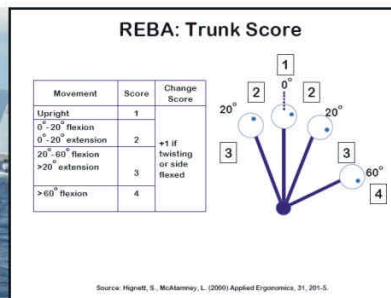 REBA: Trunk Score
Movement Score Change Score
Upright 1
0°-20° flexion
0°-20° extension 2
20°-60° flexion
>20° extension 3
>60° flexion 4
+1 if
twisting
or side
flexed
1
0°
2 2
20° 20°
3 3
60°
4
Source: Hignett, S., McAtamney, L. (2000) Applied Ergonomics, 31, 201-5.